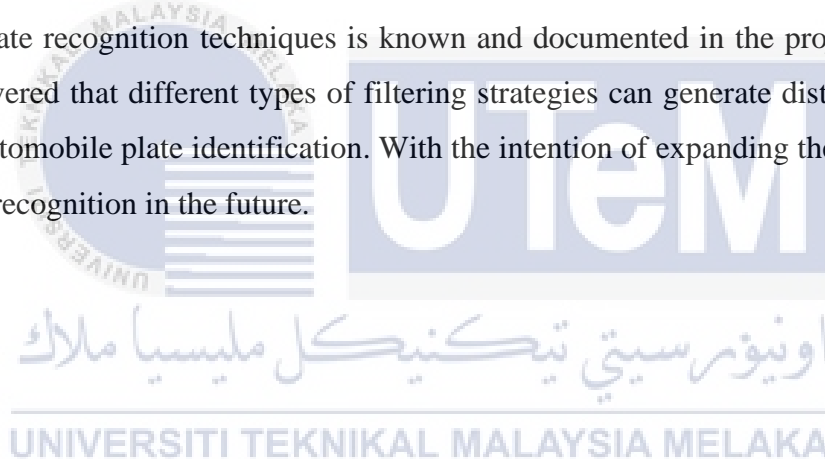 ate recognition techniques is known and documented in the pro
vered that different types of filtering strategies can generate dist
tomobile plate identification. With the intention of expanding the
recognition in the future.
UTeM
اونيۏرسيتي تيكنيكل مليسيا ملاك
UNIVERSITI TEKNIKAL MALAYSIA MELAKA